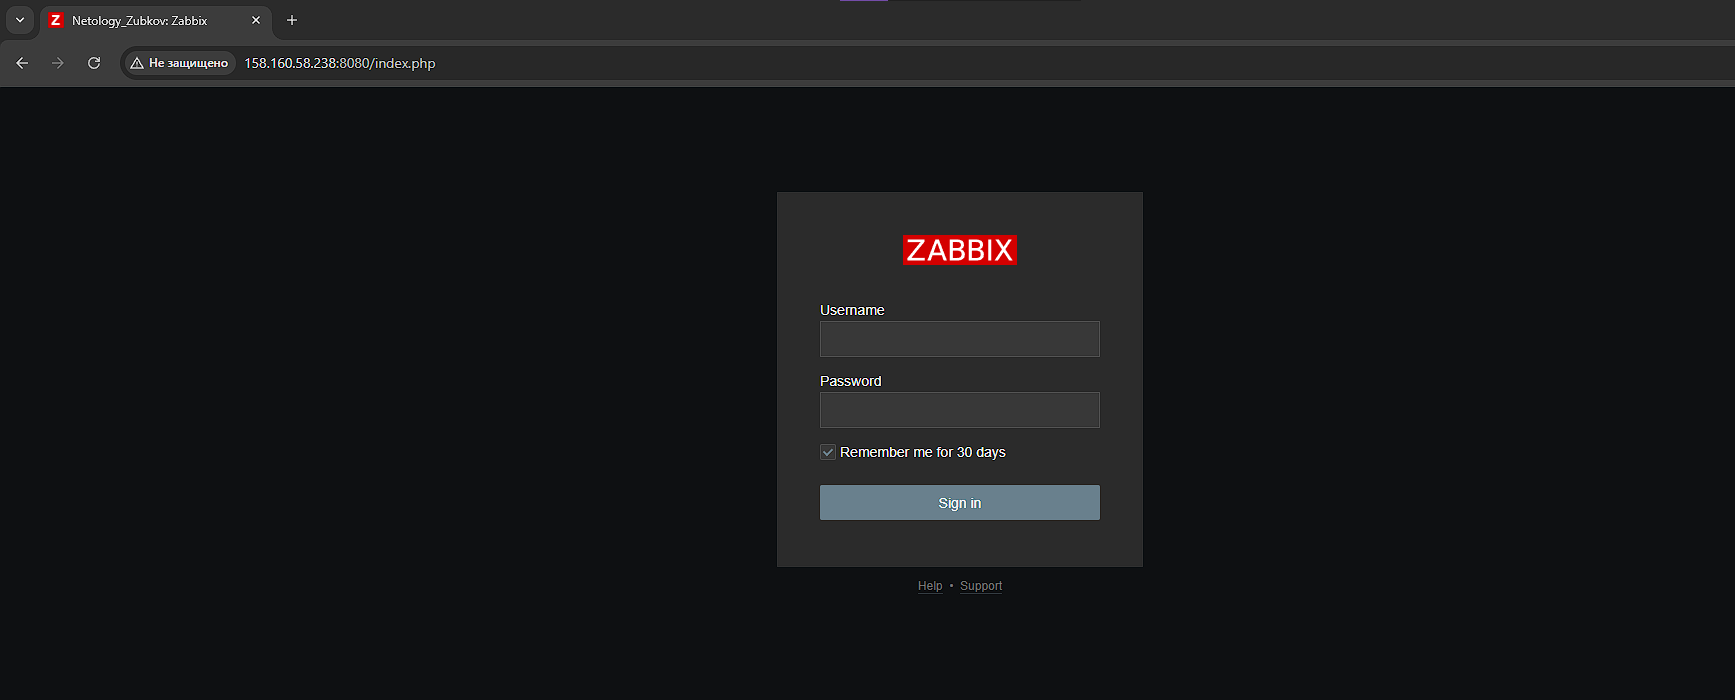 Z Netology_Zubkov: Zabbix
Не защищено 158.160.58.238:8080/index.php
ZABBIX
Username
Password
Remember me for 30 days
Sign in
Help • Support